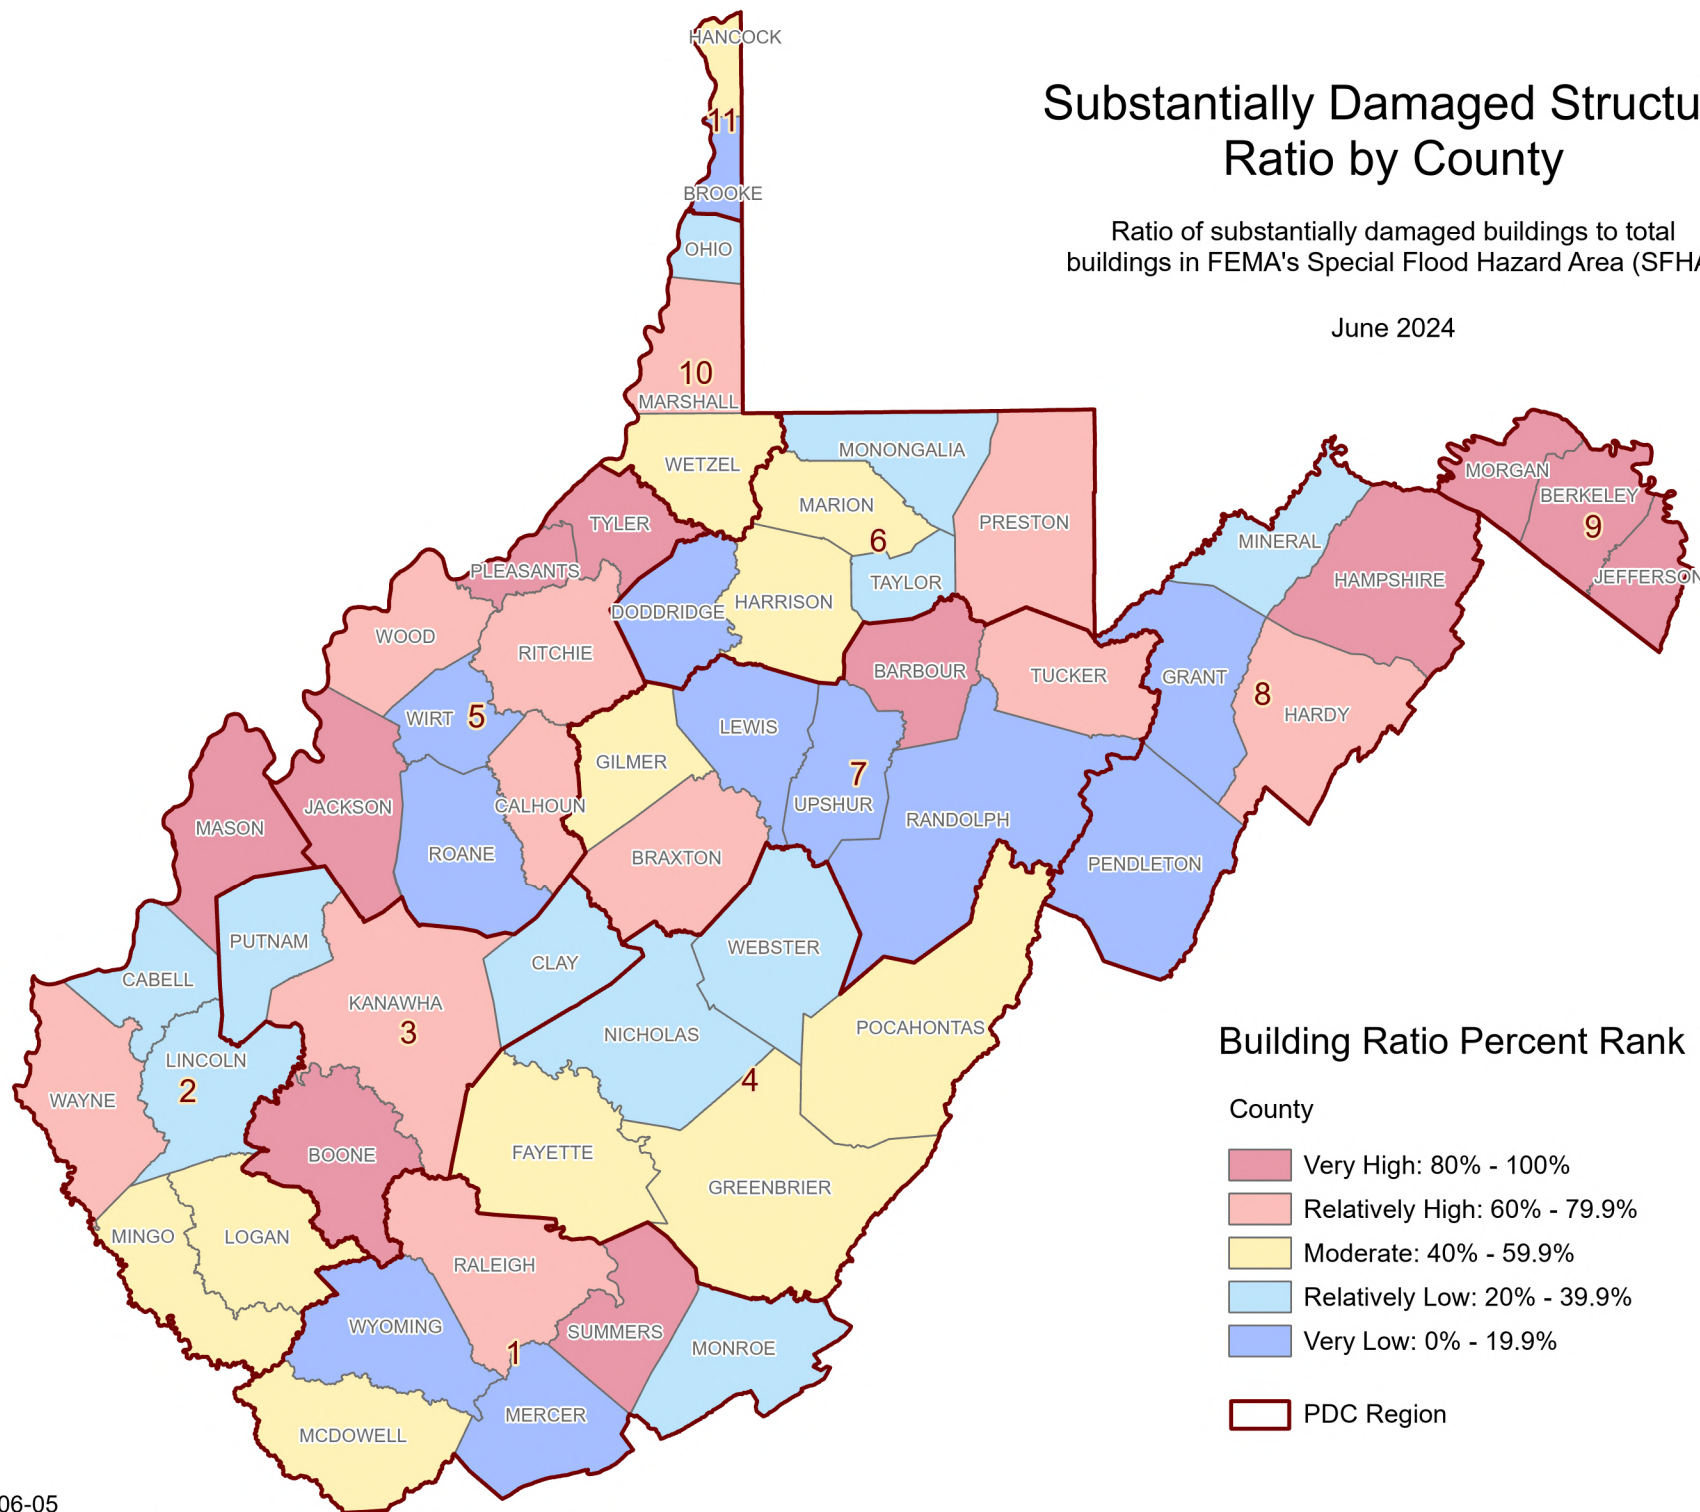 HANCOCK
Substantially Damaged Structu
11
Ratio by County
BROOKE
Ratio of substantially damaged buildings to total
OHIO
buildings in FEMA's Special Flood Hazard Area (SFHA
June 2024
10
MARSHALL
WETZEL
MONONGALIA
MORGAN
BERKELEY
MARION
9
TYLER
PRESTON
6
MINERAL
PLEASANTS
TAYLOR
HAMPSHIRE
JEFFERSON
HARRISON
DODDRIDGE
WOOD
RITCHIE
BARBOUR
TUCKER
GRANT
8
WIRT
5
HARDY
LEWIS
GILMER
7
JACKSON
CALHOUN
UPSHUR
MASON
RANDOLPH
ROANE
BRAXTON
PENDLETON
PUTNAM
WEBSTER
CLAY
CABELL
KANAWHA
3
NICHOLAS
POCAHONTAS
LINCOLN
2
4
WAYNE
BOONE
FAYETTE
GREENBRIER
MINGO
LOGAN
RALEIGH
WYOMING
SUMMERS
1
MONROE
MERCER
MCDOWELL
Building Ratio Percent Rank
County
Very High: 80% - 100%
Relatively High: 60% - 79.9%
Moderate: 40% - 59.9%
Relatively Low: 20% - 39.9%
Very Low: 0% - 19.9%
PDC Region
06-05